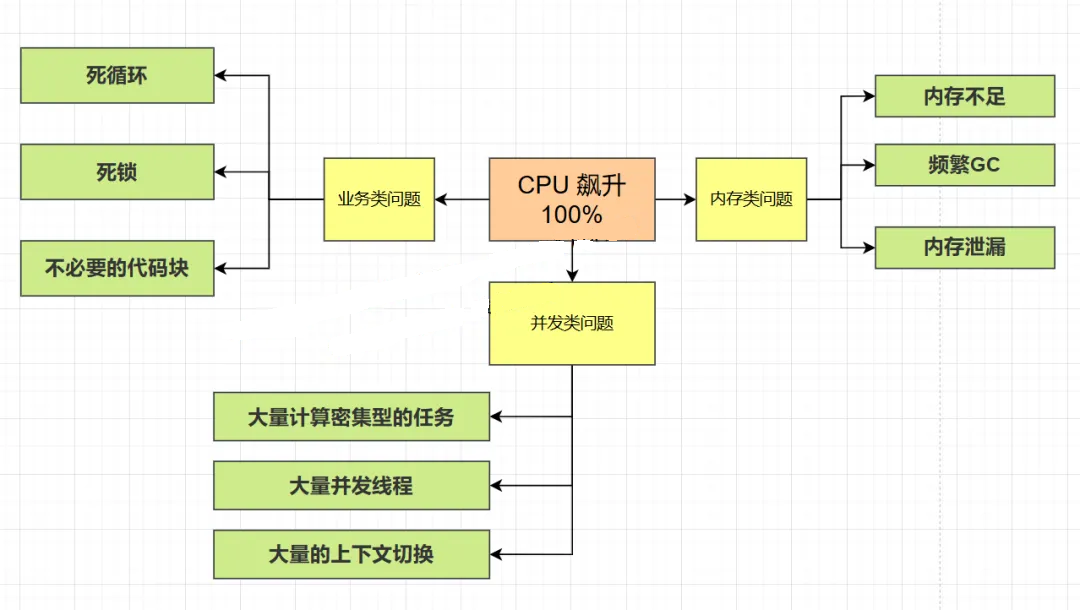 CPU 飙升
100%
业务类问题
死循环
死锁
不必要的代码块
内存类问题
内存不足
频繁GC
内存泄漏
并发类问题
大量计算密集型的任务
大量并发线程
大量的上下文切换